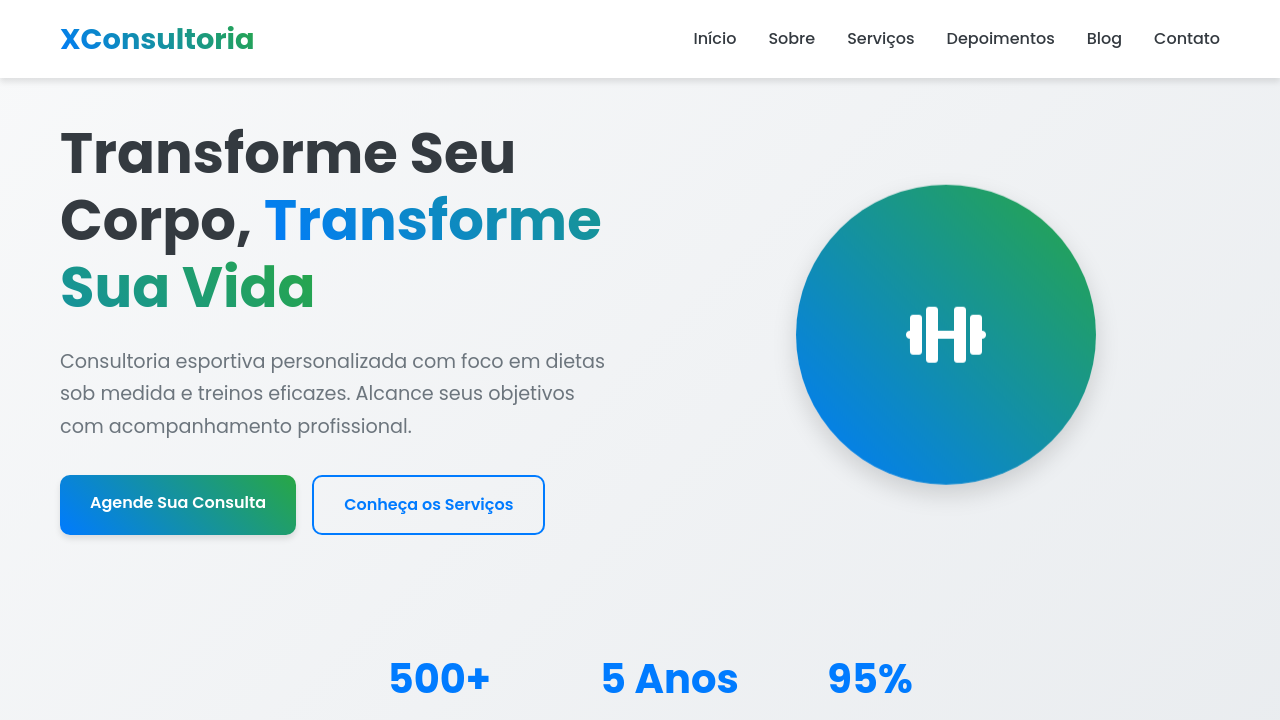 XConsultoria
Início Sobre Serviços Depoimentos Blog Contato
Transforme Seu
Corpo, Transforme
Sua Vida
Consultoria esportiva personalizada com foco em dietas
sob medida e treinos eficazes. Alcance seus objetivos
com acompanhamento profissional.
Agende Sua Consulta
Conheça os Serviços
500+
5 Anos
95%